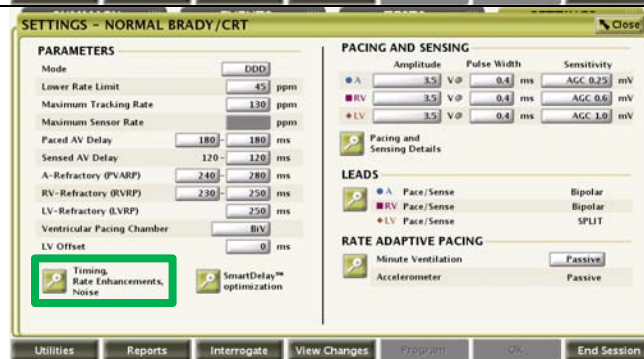 SETTINGS - NORMAL BRADY/CRT
Close
PARAMETERS
Mode DDD
Lower Rate Limit 45 ppm
Maximum Tracking Rate 130 ppm
Maximum Sensor Rate ppm
Paced AV Delay 180 - 180 ms
Sensed AV Delay 120 - 120 ms
A-Refractory (PVARP) 240 - 280 ms
RV-Refractory (RVRP) 230 - 250 ms
LV-Refractory (LVRP) 250 ms
Ventricular Pacing Chamber BiV
LV Offset 0 ms
Timing,
Rate Enhancements,
Noise
SmartDelay™
optimization
PACING AND SENSING
Amplitude Pulse Width Sensitivity
A 3.5 V@ 0.4 ms AGC 0.25 mV
RV 3.5 V@ 0.4 ms AGC 0.6 mV
LV 3.5 V@ 0.4 ms AGC 1.0 mV
Pacing and
Sensing Details
LEADS
A Pace/Sense Bipolar
RV Pace/Sense Bipolar
LV Pace/Sense SPLIT
RATE ADAPTIVE PACING
Minute Ventilation Passive
Accelerometer Passive
Utilities Reports Interrogate View Changes Program OK End Session